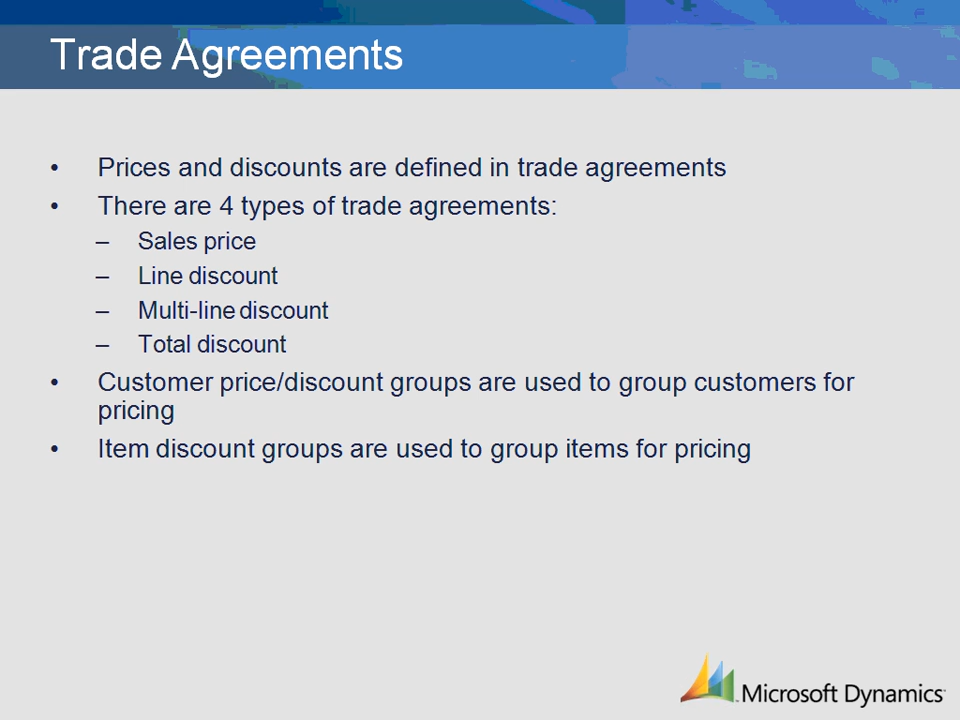 Trade Agreements
• Prices and discounts are defined in trade agreements
• There are 4 types of trade agreements:
– Sales price
– Line discount
– Multi-line discount
– Total discount
• Customer price/discount groups are used to group customers for
pricing
• Item discount groups are used to group items for pricing
Microsoft Dynamics